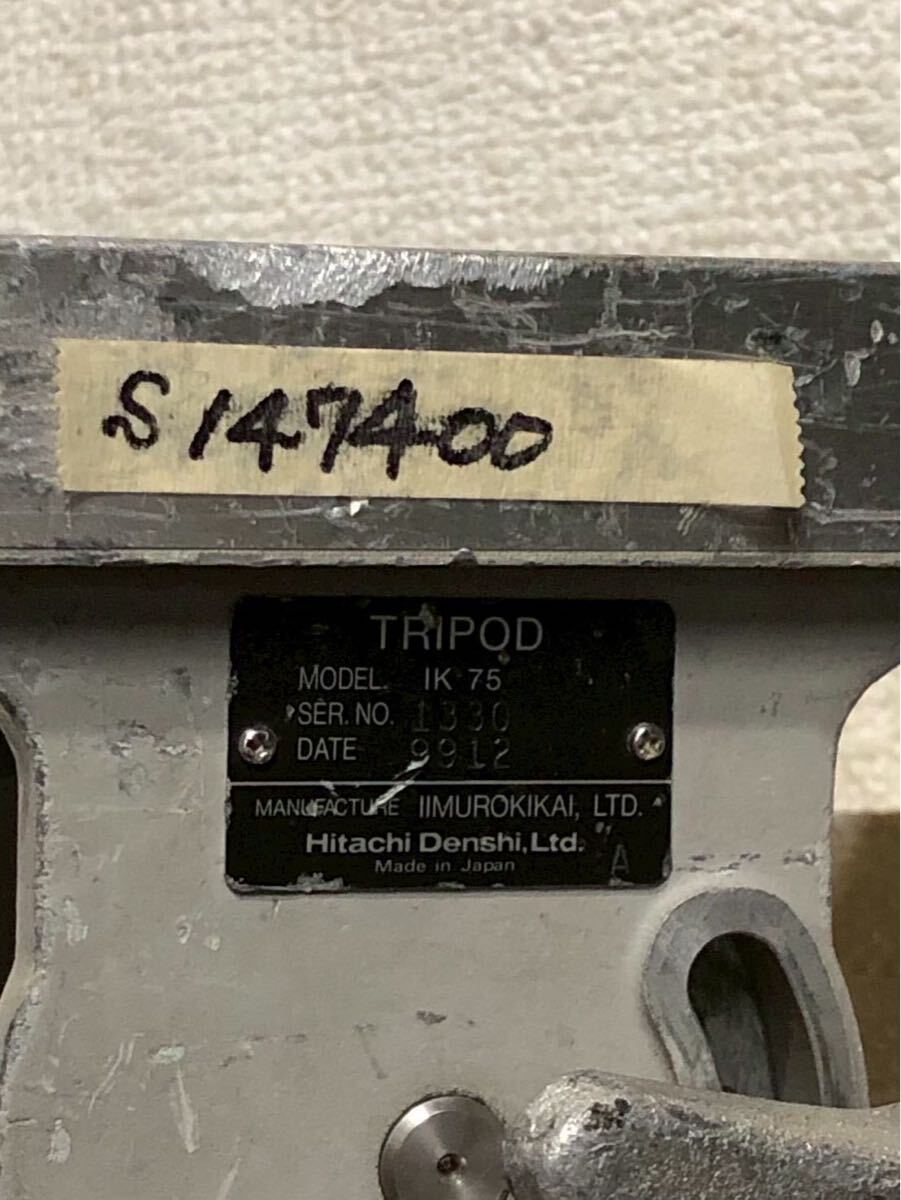 S147400
TRIPOD
MODEL. IK 75
SER. NO. 1330
DATE 9912
MANUFACTURE IIMUROKIKAI, LTD.
Hitachi Denshi, Ltd.
Made in Japan
A